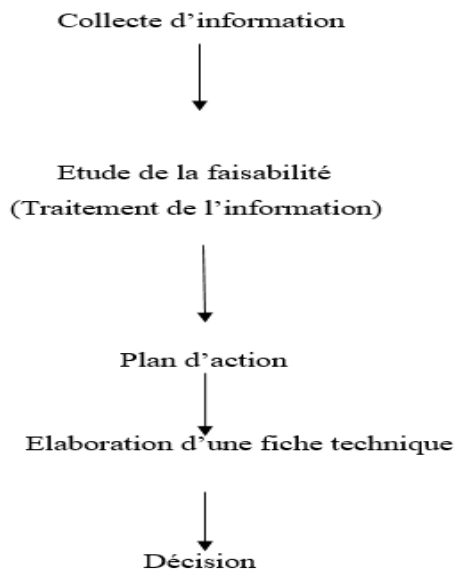 Collecte d’information
Etude de la faisabilité
(Traitement de l’information)
Plan d’action
Elaboration d’une fiche technique
Décision